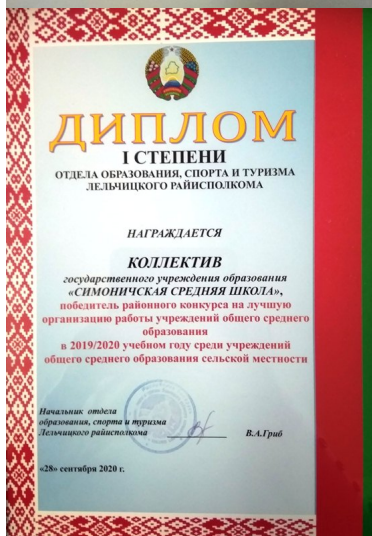 ДИПЛОМ
I СТЕПЕНИ
ОТДЕЛА ОБРАЗОВАНИЯ, СПОРТА И ТУРИЗМА
ЛЕЛЬЧИЦКОГО РАЙИСПОЛКОМА
НАГРАЖДАЕТСЯ
КОЛЛЕКТИВ
государственного учреждения образования
«СИМОНИЧСКАЯ СРЕДНЯЯ ШКОЛА»,
победитель районного конкурса на лучшую
организацию работы учреждений общего среднего
образования
в 2019/2020 учебном году среди учреждений
общего среднего образования сельской местности
Начальник отдела
образования, спорта и туризма
Лельчицкого райисполкома В.А.Гриб
«28» сентября 2020 г.